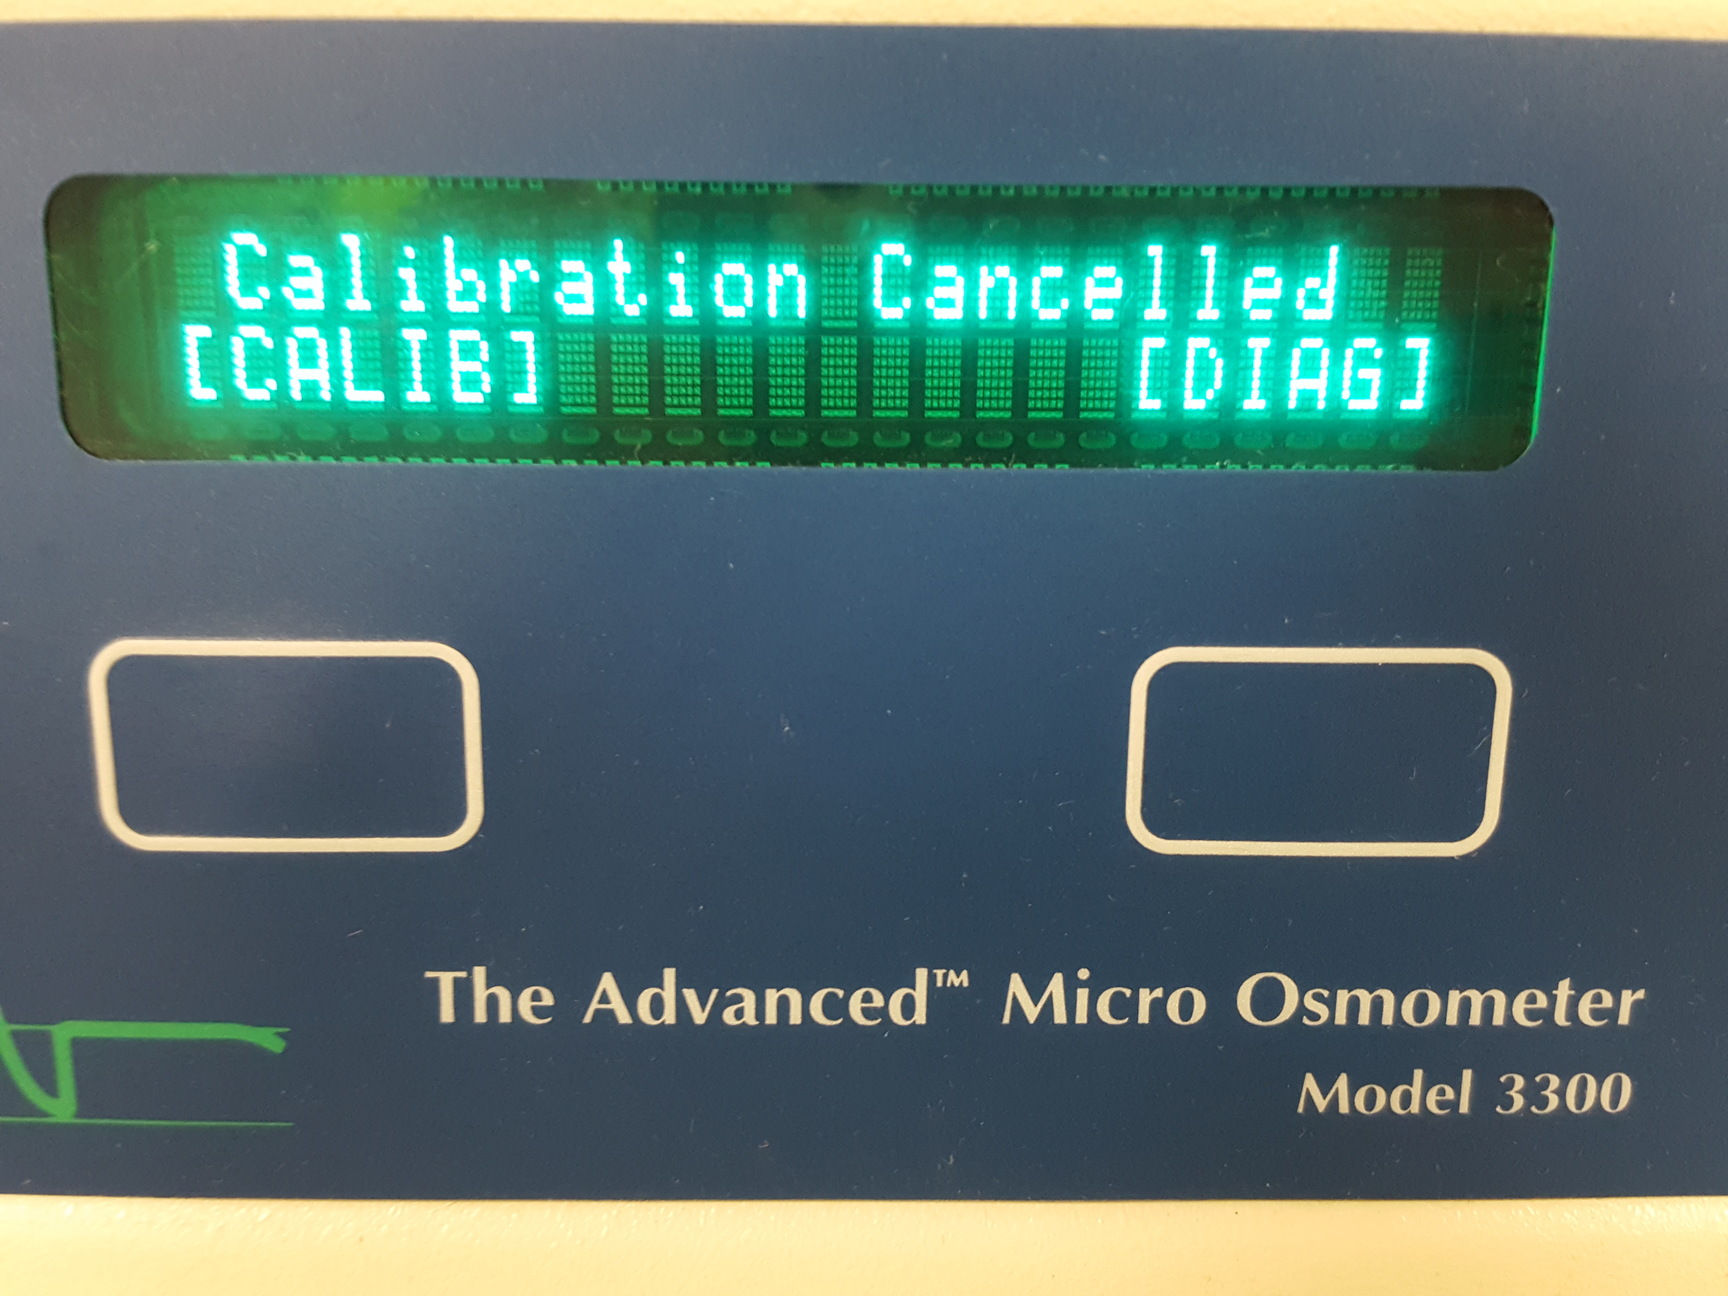 Calibration Cancelled
[CALIB] [DIAG]
The Advanced™ Micro Osmometer
Model 3300